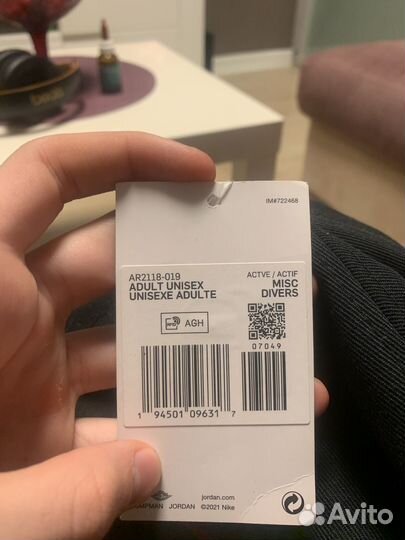 IM#722468
AR2118-019
ADULT UNISEX
UNISEXE ADULTE
ACTVE / ACTIF
MISC
DIVERS
RFID
AGH
07049
1 94501 09631 7
jordan.com
JORDAN ©2021 Nike
Avito